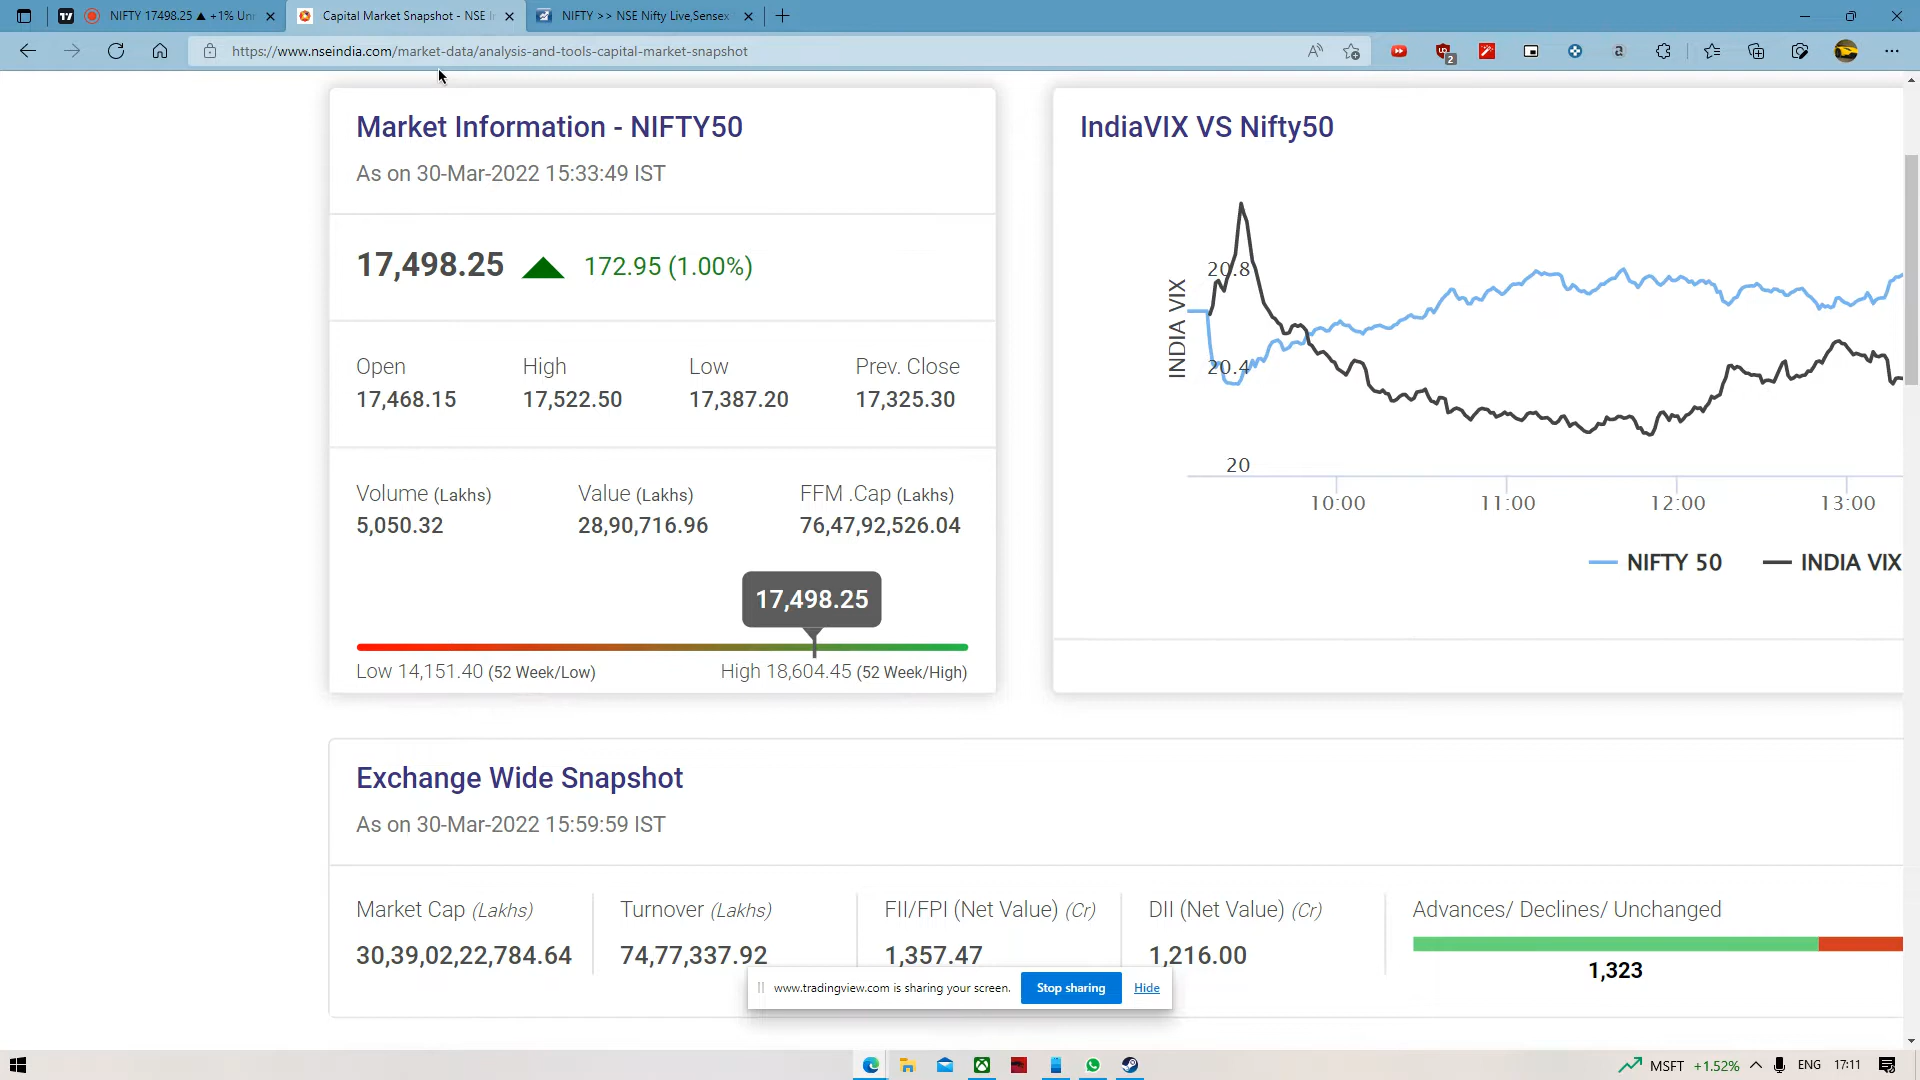 NIFTY 17498.25 ▲ +1% Unn
Capital Market Snapshot - NSE I
NIFTY >> NSE Nifty Live,Sensex
https://www.nseindia.com/market-data/analysis-and-tools-capital-market-snapshot
2
Market Information - NIFTY50
As on 30-Mar-2022 15:33:49 IST
17,498.25 172.95 (1.00%)
Open High Low Prev. Close
17,468.15 17,522.50 17,387.20 17,325.30
Volume (Lakhs) Value (Lakhs) FFM .Cap (Lakhs)
5,050.32 28,90,716.96 76,47,92,526.04
17,498.25
Low 14,151.40 (52 Week/Low) High 18,604.45 (52 Week/High)
IndiaVIX VS Nifty50
INDIA VIX
20.8
20.4
20
10:00 11:00 12:00 13:00
NIFTY 50 INDIA VIX
Exchange Wide Snapshot
As on 30-Mar-2022 15:59:59 IST
Market Cap (Lakhs) Turnover (Lakhs) FII/FPI (Net Value) (Cr) DII (Net Value) (Cr) Advances/ Declines/ Unchanged
30,39,02,22,784.64 74,77,337.92 1,357.47 1,216.00
1,323
www.tradingview.com is sharing your screen. Stop sharing Hide
MSFT +1.52% ENG 17:11